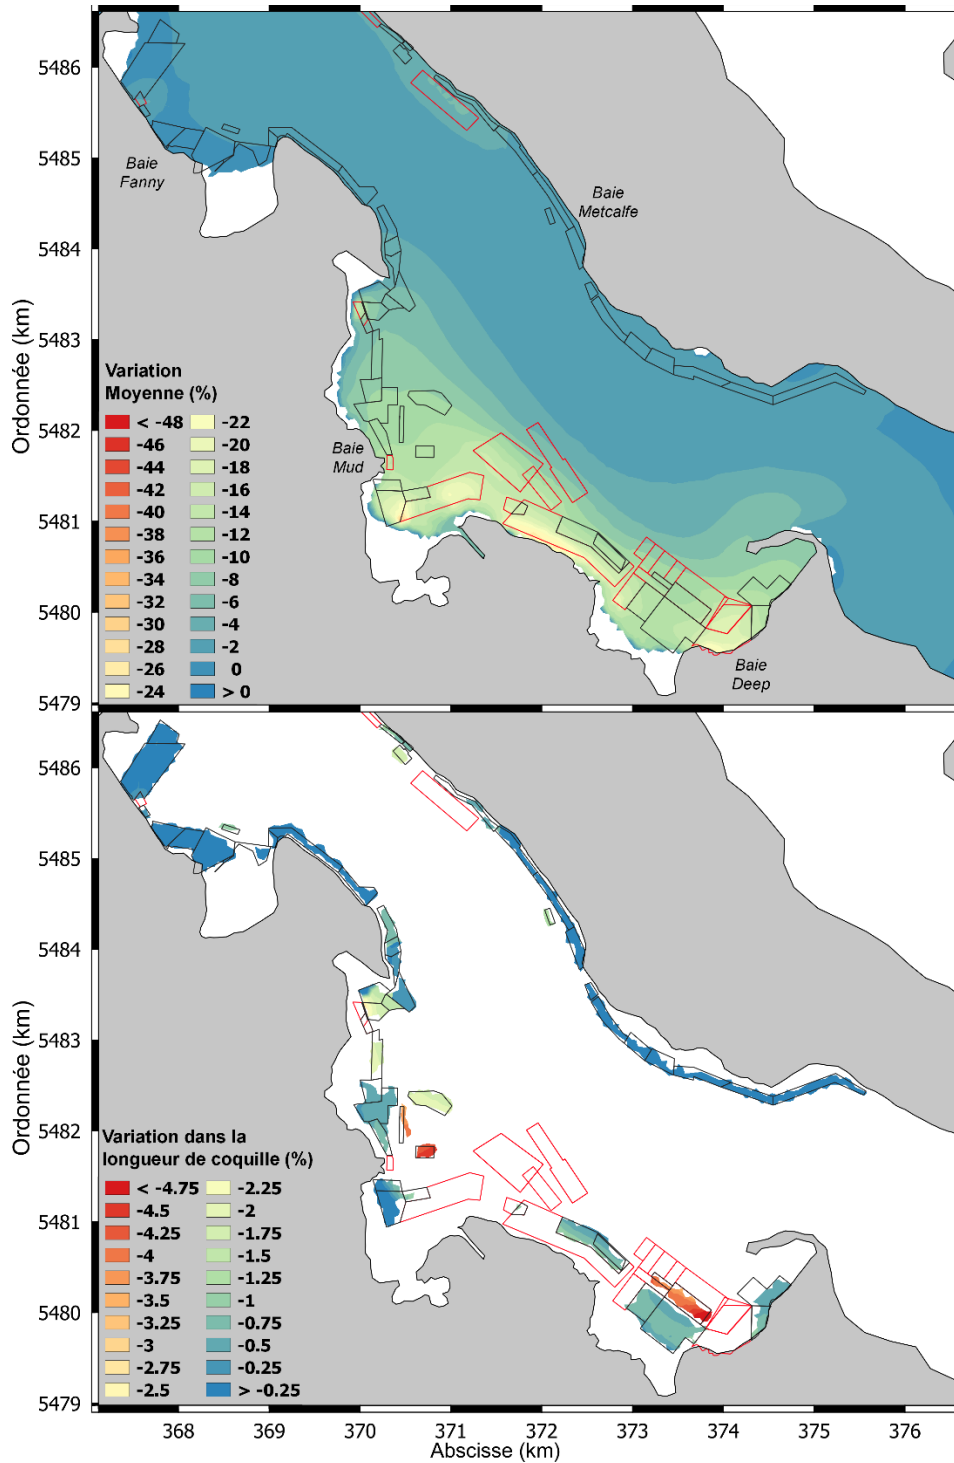 5486
5485
5484
5483
5482
5481
5480
5479
Ordonnée (km)
Baie
Fanny
Baie
Metcalfe
Baie
Mud
Baie
Deep
Variation
Moyenne (%)
< -48 -22
-46 -20
-44 -18
-42 -16
-40 -14
-38 -12
-36 -10
-34 -8
-32 -6
-30 -4
-28 -2
-26 0
-24 > 0
5486
5485
5484
5483
5482
5481
5480
5479
Ordonnée (km)
Variation dans la
longueur de coquille (%)
< -4.75 -2.25
-4.5 -2
-4.25 -1.75
-4 -1.5
-3.75 -1.25
-3.5 -1
-3.25 -0.75
-3 -0.5
-2.75 -0.25
-2.5 > -0.25
368 369 370 371 372 373 374 375 376
Abscisse (km)